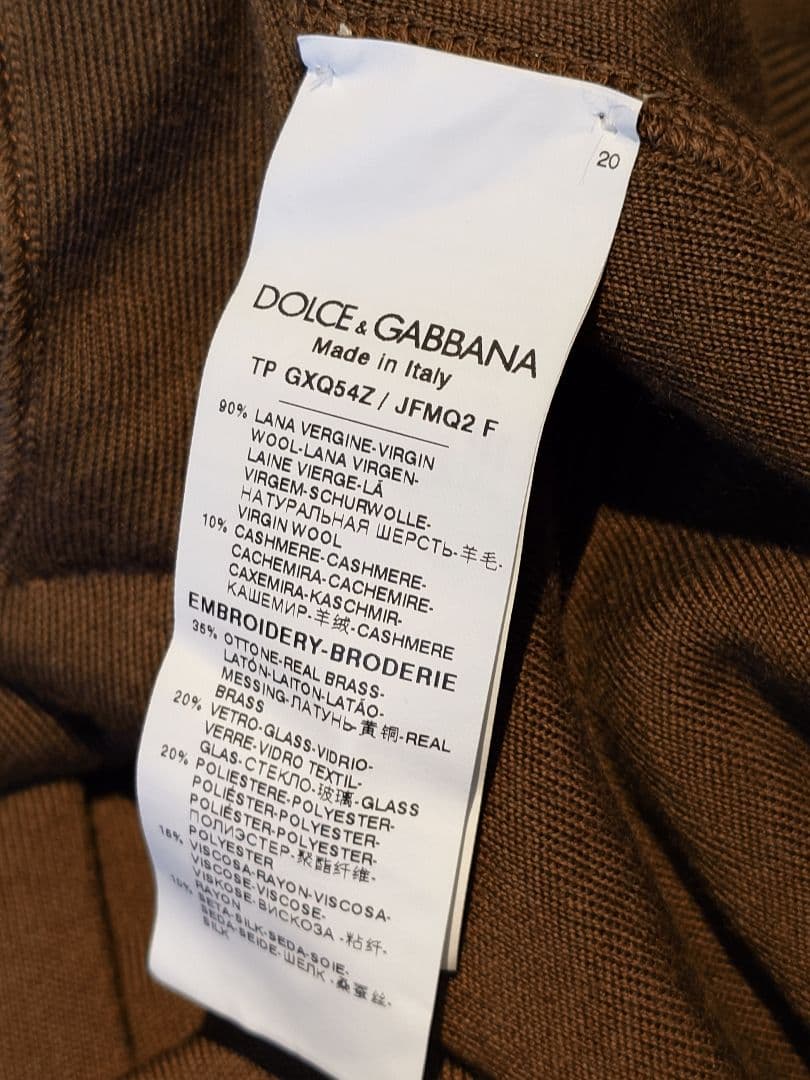 20
DOLCE & GABBANA
Made in Italy
TP GXQ54Z / JFMQ2 F
90% LANA VERGINE-VIRGIN
WOOL-LANA VIRGEN-
LAINE VIERGE-LÃ
VIRGEM-SCHURWOLLE-
НАТУРАЛЬНАЯ ШЕРСТЬ-羊毛-
VIRGIN WOOL
10% CASHMERE-CASHMERE-
CACHEMIRA-CACHEMIRE-
CAXEMIRA-KASCHMIR-
КАШЕМИР-羊绒-CASHMERE
EMBROIDERY-BRODERIE
35% OTTONE-REAL BRASS-
LATÓN-LAITON-LATÃO-
MESSING-ЛАТУНЬ-黄铜-REAL
BRASS
20% VETRO-GLASS-VIDRIO-
VERRE-VIDRO TEXTIL-
GLAS-СТЕКЛО-玻璃-GLASS
20% POLIESTERE-POLYESTER-
POLIÉSTER-POLYESTER-
POLIÉSTER-POLYESTER-
ПОЛИЭСТЕР-聚酯纤维-
POLYESTER
15% VISCOSA-RAYON-VISCOSA-
VISCOSE-VISCOSE-
VISKOSE-ВИСКОЗА-粘纤-
RAYON
10% SETA-SILK-SEDA-SOIE-
SEDA-SEIDE-ШЕЛК-桑蚕丝-
SILK